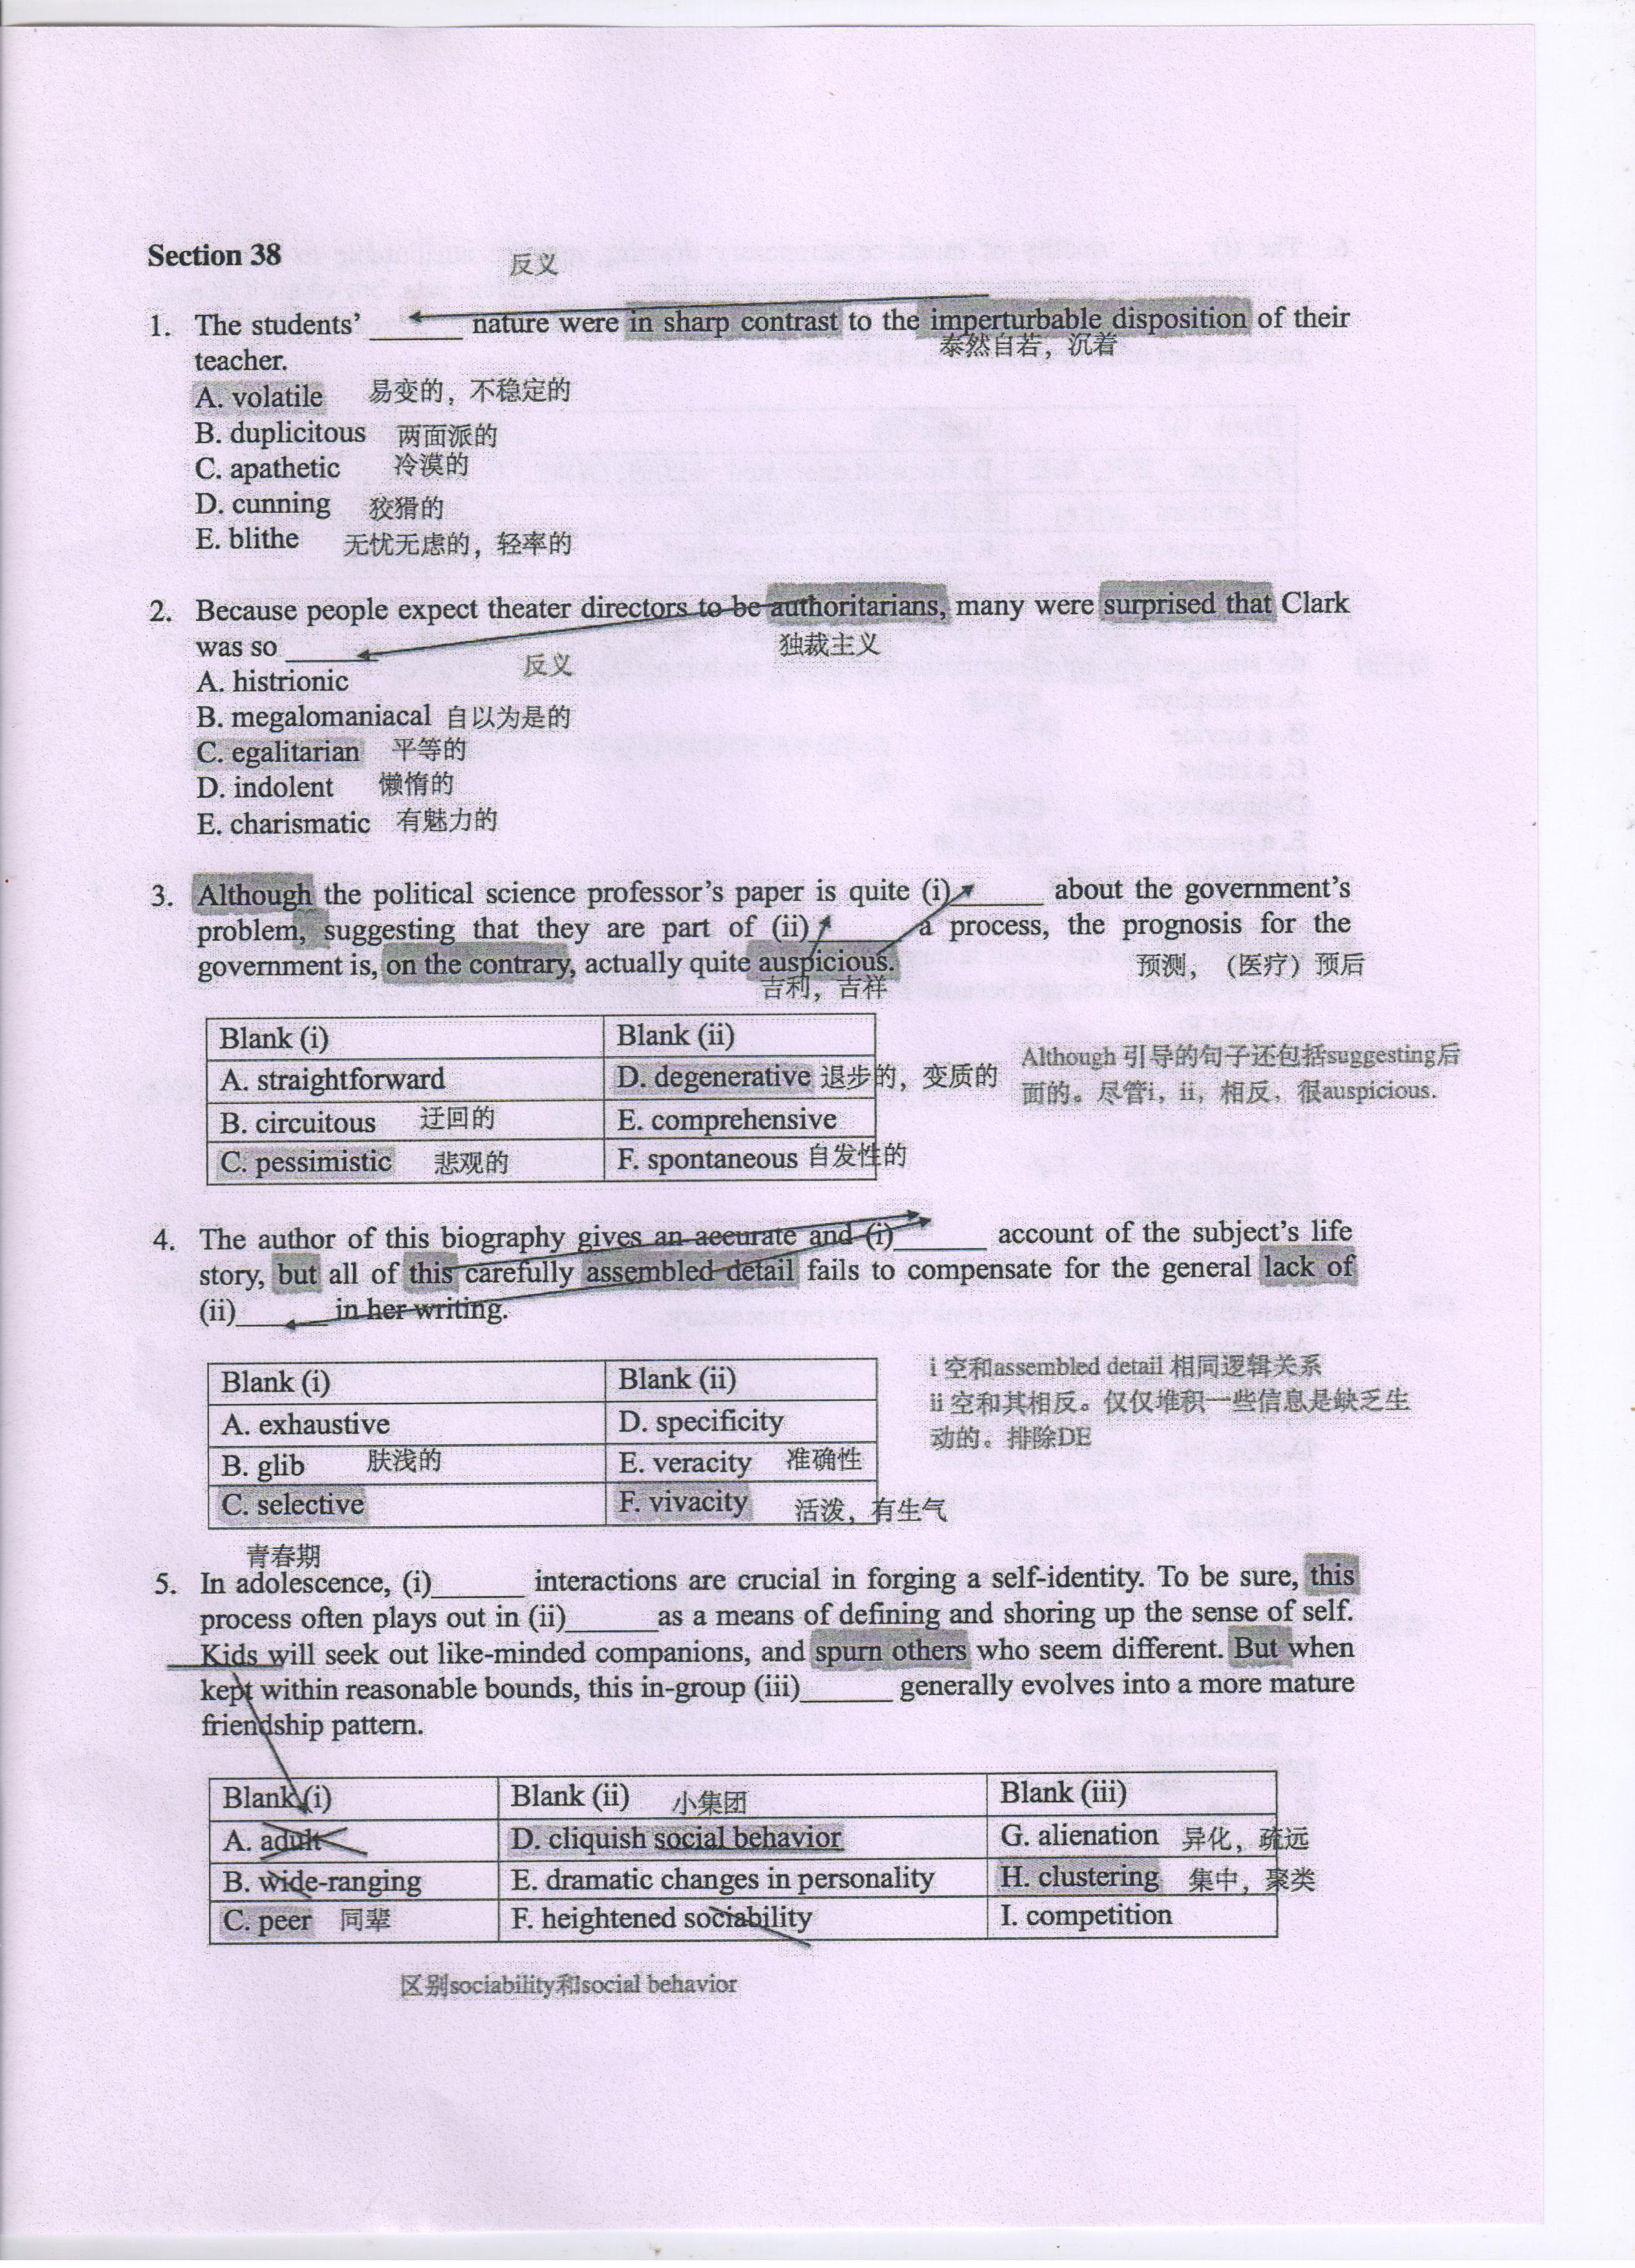 Section 38
反义
1. The students’ ______ nature were in sharp contrast to the imperturbable disposition of their
teacher.
泰然自若，沉着
A. volatile 易变的，不稳定的
B. duplicitous 两面派的
C. apathetic 冷漠的
D. cunning 狡猾的
E. blithe 无忧无虑的，轻率的
2. Because people expect theater directors to be authoritarians, many were surprised that Clark
was so ______
独裁主义
反义
A. histrionic
B. megalomaniacal 自以为是的
C. egalitarian 平等的
D. indolent 懒惰的
E. charismatic 有魅力的
3. Although the political science professor’s paper is quite (i)______ about the government’s
problem, suggesting that they are part of (ii)______ a process, the prognosis for the
government is, on the contrary, actually quite auspicious.
预测，（医疗）预后
吉利，吉祥
Blank (i) Blank (ii)
A. straightforward D. degenerative 退步的，变质的
B. circuitous 迂回的 E. comprehensive
C. pessimistic 悲观的 F. spontaneous 自发性的
Although 引导的句子还包括suggesting后
面的。尽管i，ii，相反，很auspicious.
4. The author of this biography gives an accurate and (i)______ account of the subject’s life
story, but all of this carefully assembled detail fails to compensate for the general lack of
(ii)______ in her writing.
Blank (i) Blank (ii)
A. exhaustive D. specificity
B. glib 肤浅的 E. veracity 准确性
C. selective F. vivacity 活泼，有生气
i 空和assembled detail 相同逻辑关系
ii 空和其相反。仅仅堆积一些信息是缺乏生
动的。排除DE
青春期
5. In adolescence, (i)______ interactions are crucial in forging a self-identity. To be sure, this
process often plays out in (ii)______as a means of defining and shoring up the sense of self.
Kids will seek out like-minded companions, and spurn others who seem different. But when
kept within reasonable bounds, this in-group (iii)______ generally evolves into a more mature
friendship pattern.
Blank (i) Blank (ii) 小集团 Blank (iii)
A. adult D. cliquish social behavior G. alienation 异化，疏远
B. wide-ranging E. dramatic changes in personality H. clustering 集中，聚类
C. peer 同辈 F. heightened sociability I. competition
区别sociability和social behavior